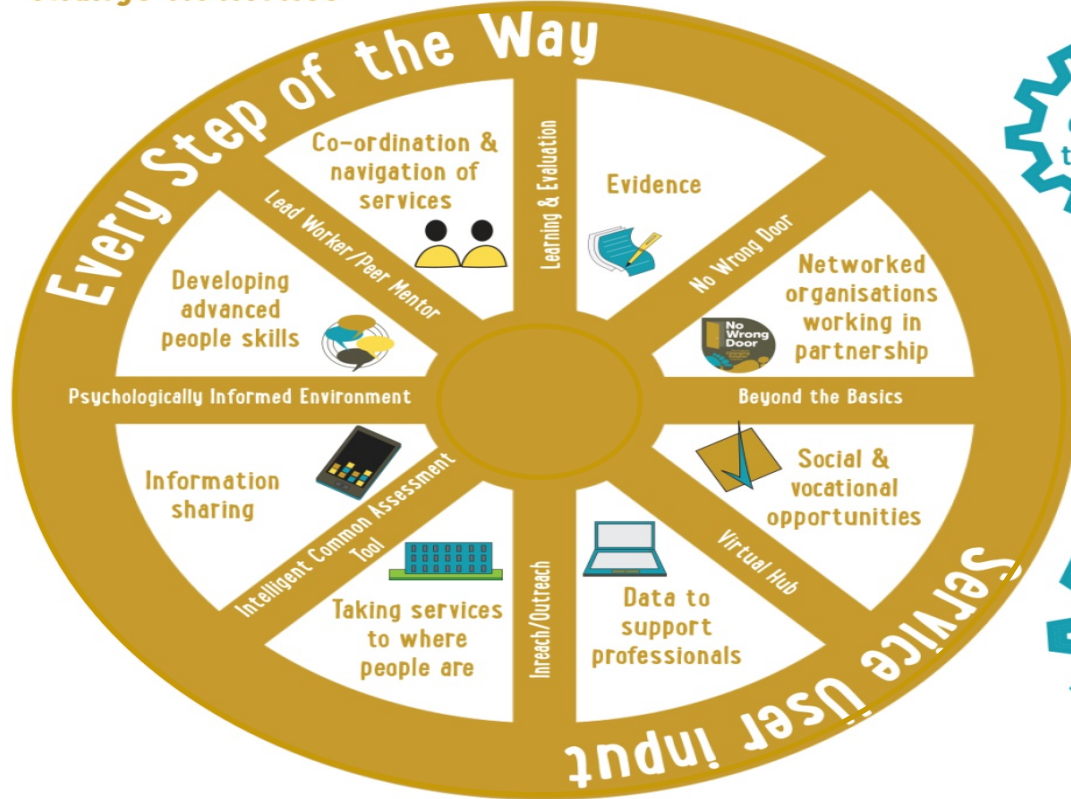 Every Step of the Way
Co-ordination &
navigation of
services
Learning & Evaluation
Evidence
No Wrong Door
Networked
organisations
working in
partnership
No
Wrong
Door
Beyond the Basics
Social &
vocational
opportunities
Virtual Hub
Data to
support
professionals
Inreach/Outreach
Taking services
to where
people are
Intelligent Common Assessment
Tool
Information
sharing
Psychologically Informed Environment
Developing
advanced
people skills
Lead Worker/Peer Mentor
Service User input